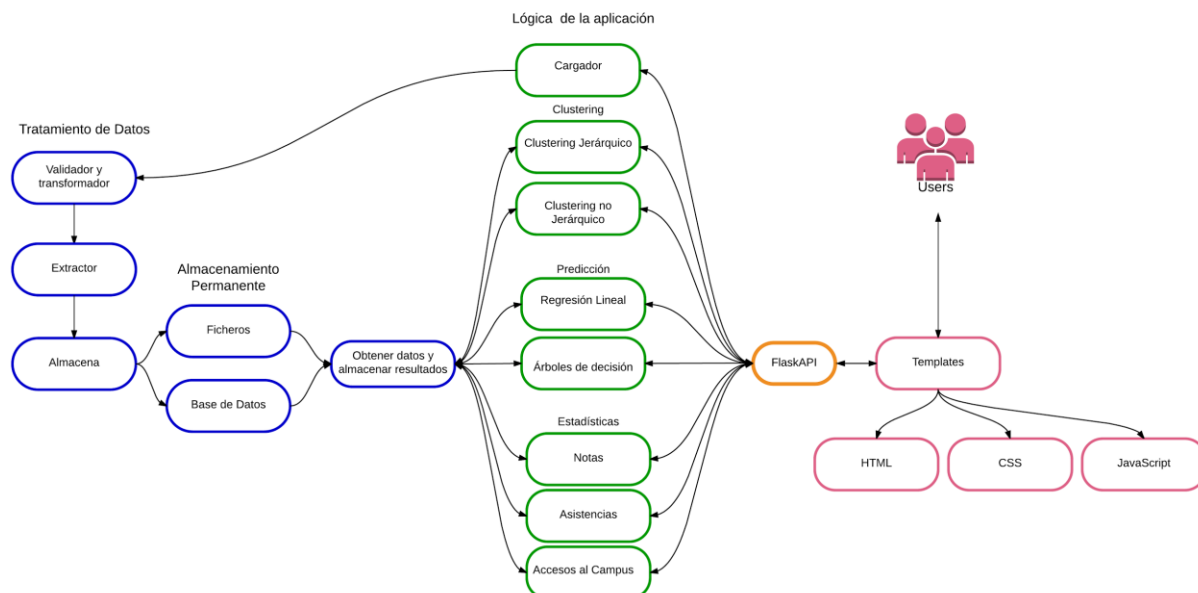 Lógica de la aplicación
Cargador
Clustering
Clustering Jerárquico
Clustering no
Jerárquico
Predicción
Regresión Lineal
Árboles de decisión
Estadísticas
Notas
Asistencias
Accesos al Campus
Tratamiento de Datos
Validador y
transformador
Extractor
Almacena
Almacenamiento
Permanente
Ficheros
Base de Datos
Obtener datos y
almacenar resultados
FlaskAPI
Users
Templates
HTML
CSS
JavaScript